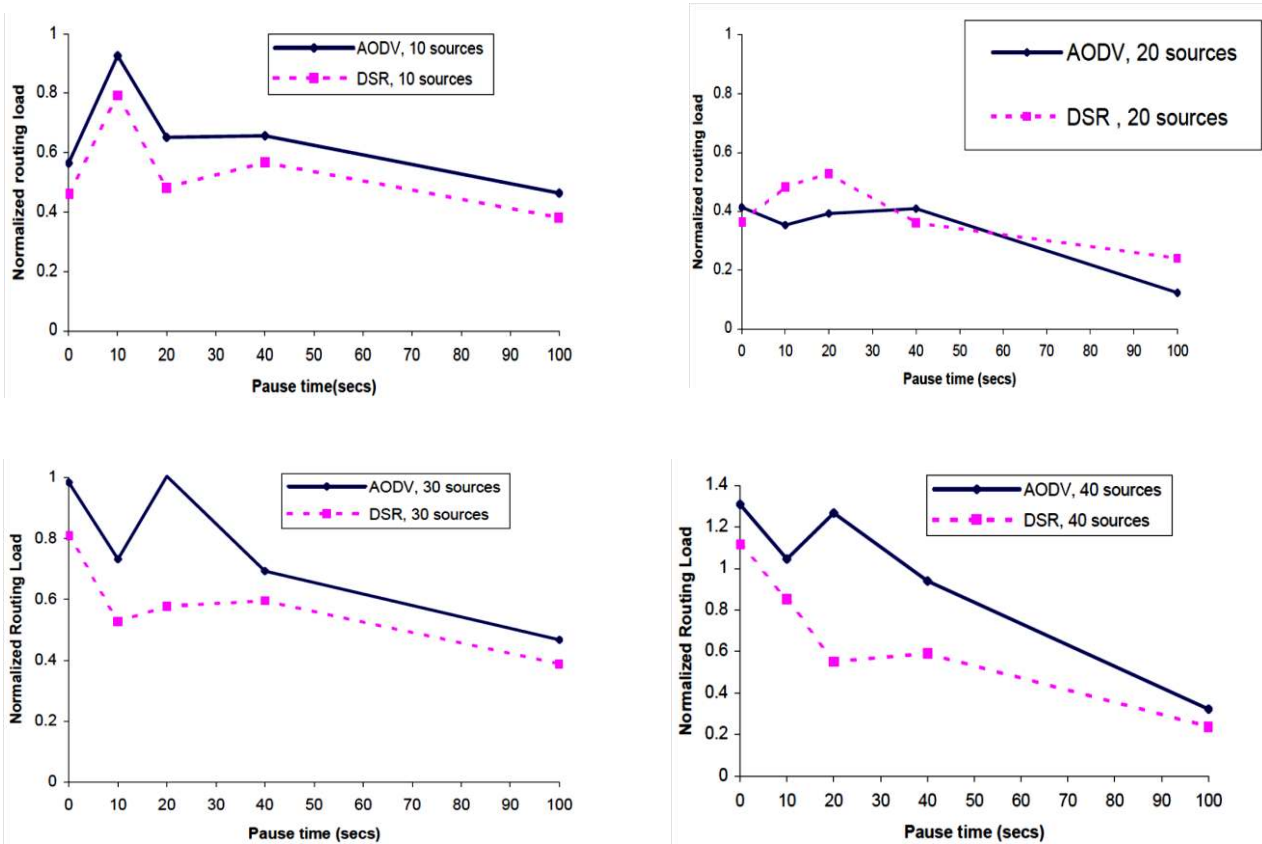 1
0.8
0.6
0.4
0.2
0
Normalized routing load
AODV, 10 sources
DSR, 10 sources
0 10 20 30 40 50 60 70 80 90 100
Pause time(secs)
1
0.8
0.6
0.4
0.2
0
Normalized routing load
AODV, 20 sources
DSR , 20 sources
0 10 20 30 40 50 60 70 80 90 100
Pause time (secs)
1
0.8
0.6
0.4
0.2
0
Normalized Routing Load
AODV, 30 sources
DSR, 30 sources
0 10 20 30 40 50 60 70 80 90 100
Pause time (secs)
1.4
1.2
1
0.8
0.6
0.4
0.2
0
Normalized Routing Load
AODV, 40 sources
DSR, 40 sources
0 10 20 30 40 50 60 70 80 90 100
Pause time (secs)